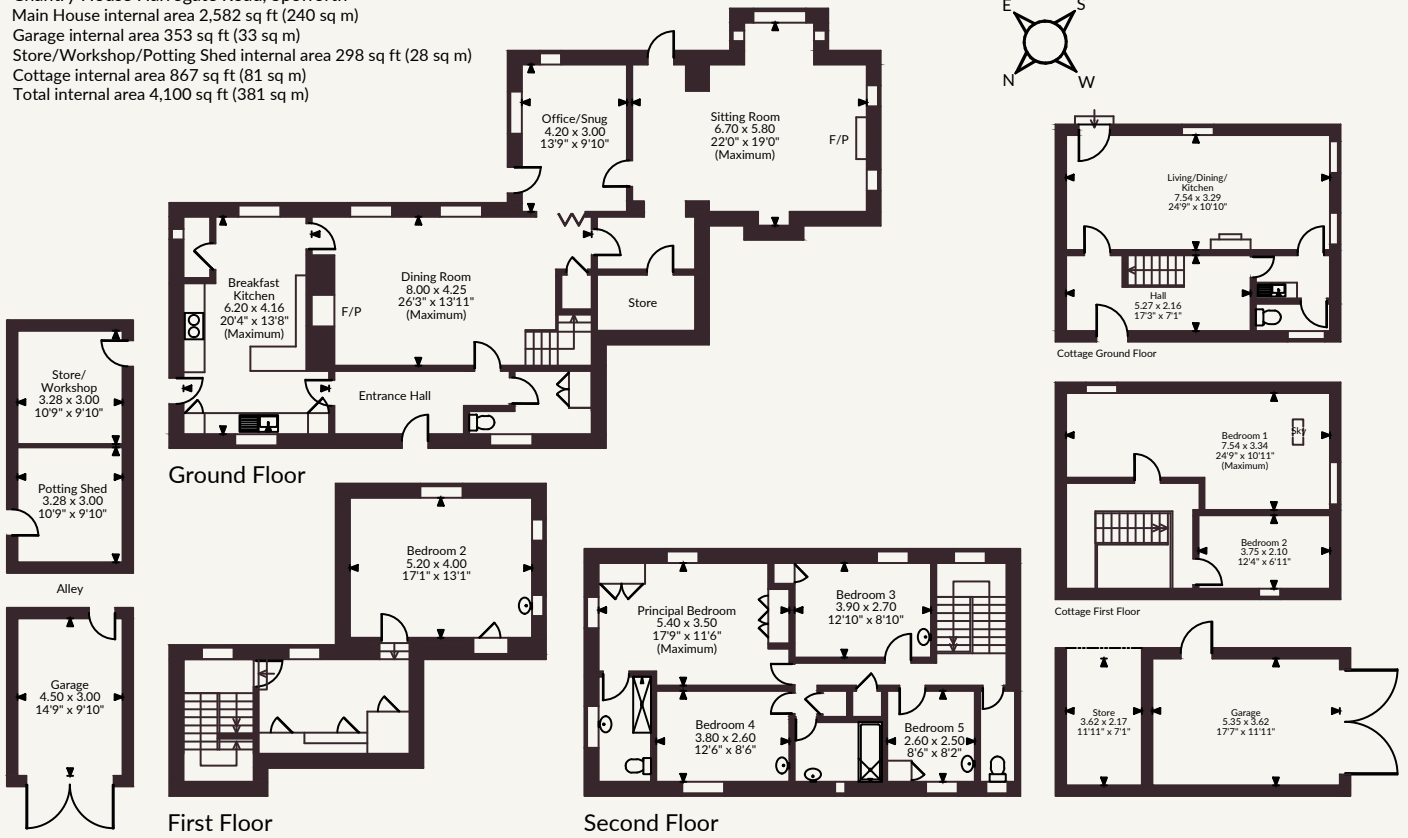 Main House internal area 2,582 sq ft (240 sq m)
Garage internal area 353 sq ft (33 sq m)
Store/Workshop/Potting Shed internal area 298 sq ft (28 sq m)
Cottage internal area 867 sq ft (81 sq m)
Total internal area 4,100 sq ft (381 sq m)
E
S
N
W
Office/Snug
4.20 x 3.00
13'9" x 9'10"
Sitting Room
6.70 x 5.80
22'0" x 19'0"
(Maximum)
F/P
Breakfast
Kitchen
6.20 x 4.16
20'4" x 13'8"
(Maximum)
F/P
Dining Room
8.00 x 4.25
26'3" x 13'11"
(Maximum)
Store
Entrance Hall
Ground Floor
Store/
Workshop
3.28 x 3.00
10'9" x 9'10"
Potting Shed
3.28 x 3.00
10'9" x 9'10"
Alley
Garage
4.50 x 3.00
14'9" x 9'10"
Bedroom 2
5.20 x 4.00
17'1" x 13'1"
First Floor
Principal Bedroom
5.40 x 3.50
17'9" x 11'6"
(Maximum)
Bedroom 3
3.90 x 2.70
12'10" x 8'10"
Bedroom 4
3.80 x 2.60
12'6" x 8'6"
Bedroom 5
2.60 x 2.50
8'6" x 8'2"
Second Floor
Living/Dining/
Kitchen
7.54 x 3.29
24'9" x 10'10"
Hall
5.27 x 2.16
17'3" x 7'1"
Cottage Ground Floor
Bedroom 1
7.54 x 3.34
24'9" x 10'11"
(Maximum)
Sky
Bedroom 2
3.75 x 2.10
12'4" x 6'11"
Cottage First Floor
Store
3.62 x 2.17
11'11" x 7'1"
Garage
5.35 x 3.62
17'7" x 11'11"